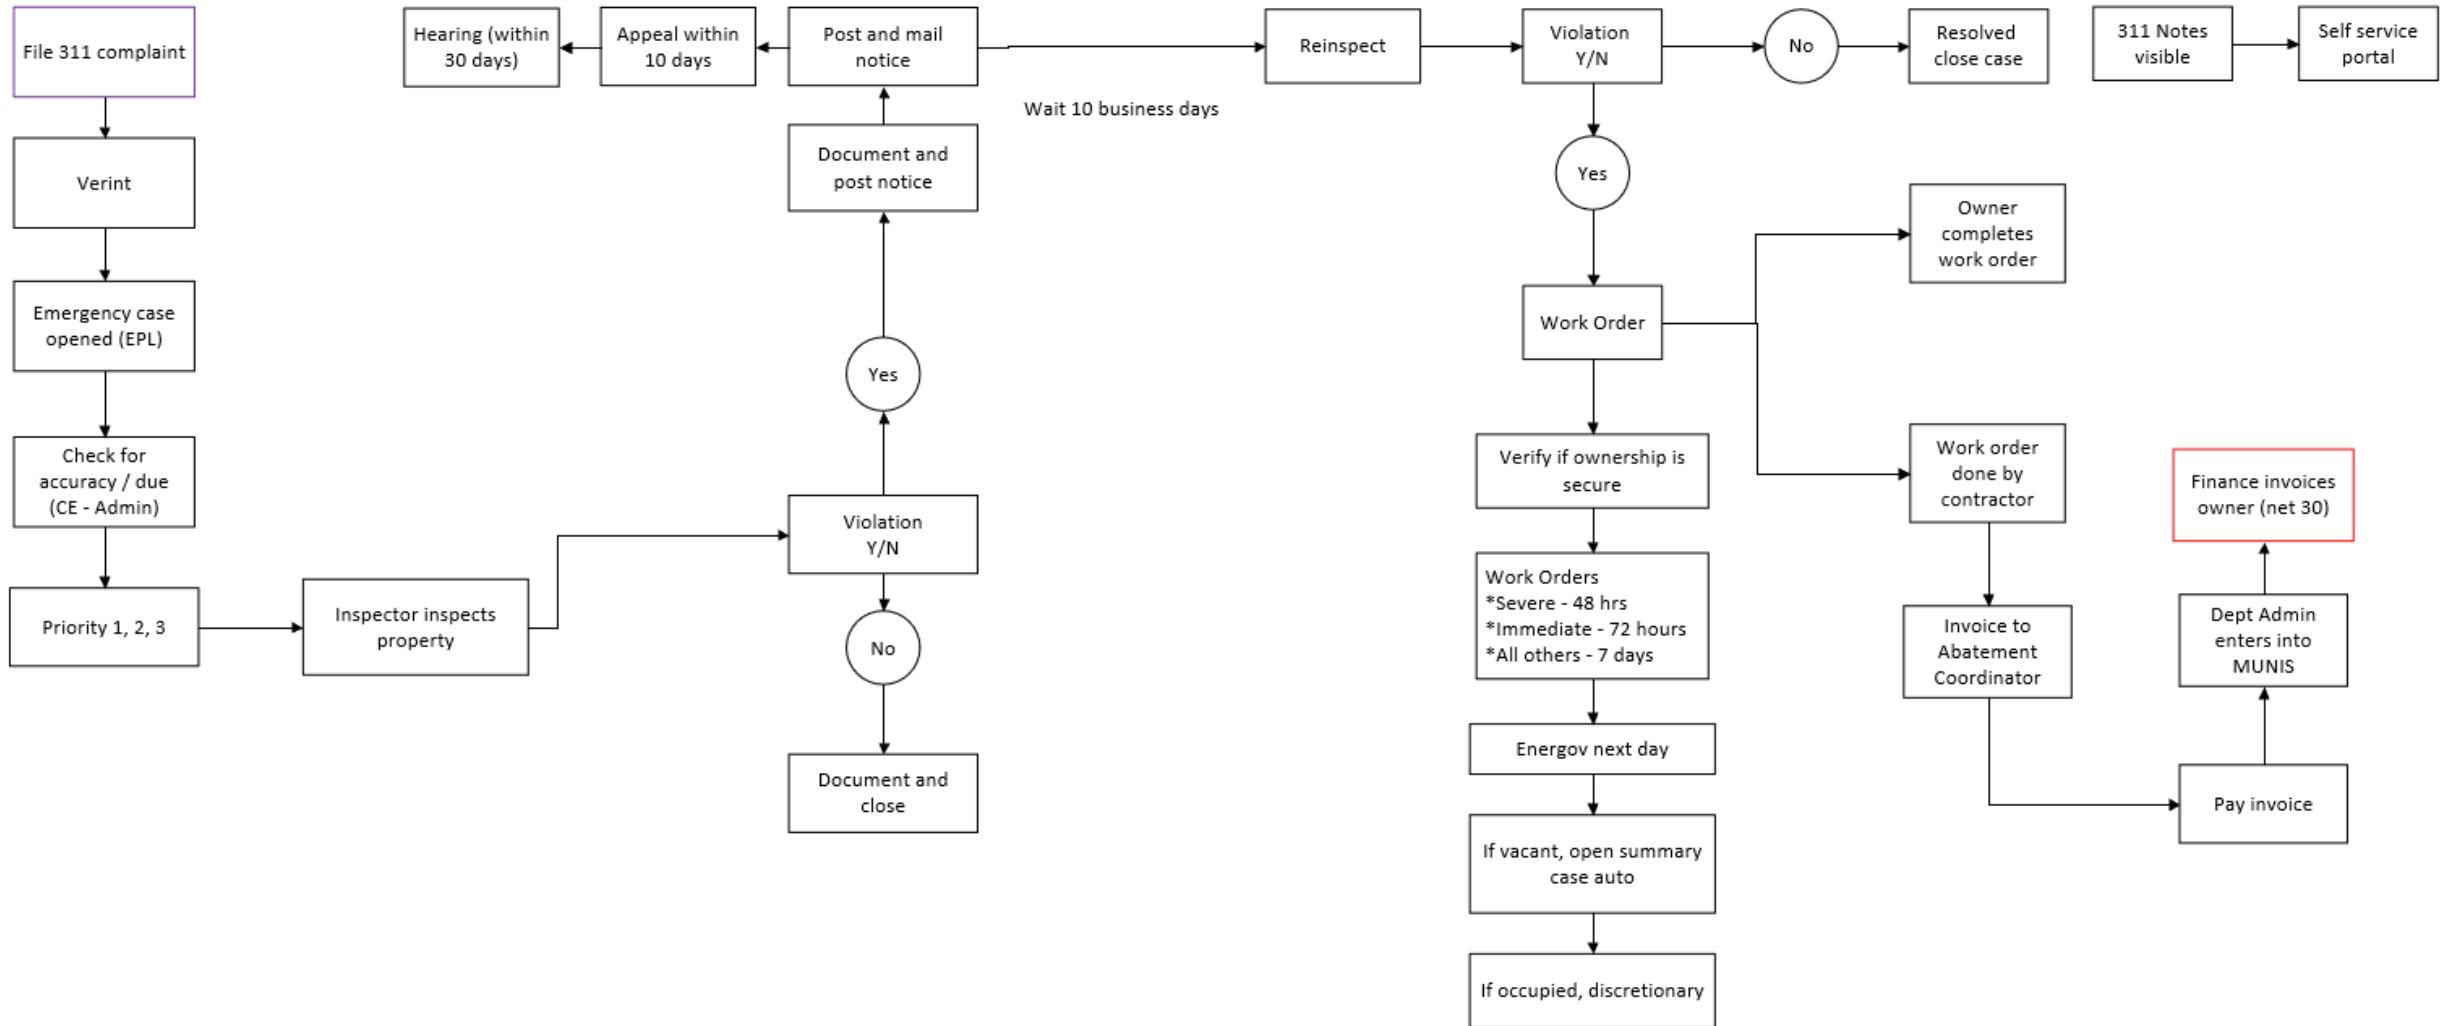 File 311 complaint
Verint
Emergency case
opened (EPL)
Check for
accuracy / due
(CE - Admin)
Priority 1, 2, 3
Inspector inspects
property
Violation
Y/N
No
Document and
close
Yes
Document and
post notice
Post and mail
notice
Appeal within
10 days
Hearing (within
30 days)
Wait 10 business days
Reinspect
Violation
Y/N
No
Resolved
close case
311 Notes
visible
Self service
portal
Yes
Work Order
Owner
completes
work order
Verify if ownership is
secure
Work Orders
*Severe - 48 hrs
*Immediate - 72 hours
*All others - 7 days
Energov next day
If vacant, open summary
case auto
If occupied, discretionary
Work order
done by
contractor
Invoice to
Abatement
Coordinator
Pay invoice
Dept Admin
enters into
MUNIS
Finance invoices
owner (net 30)